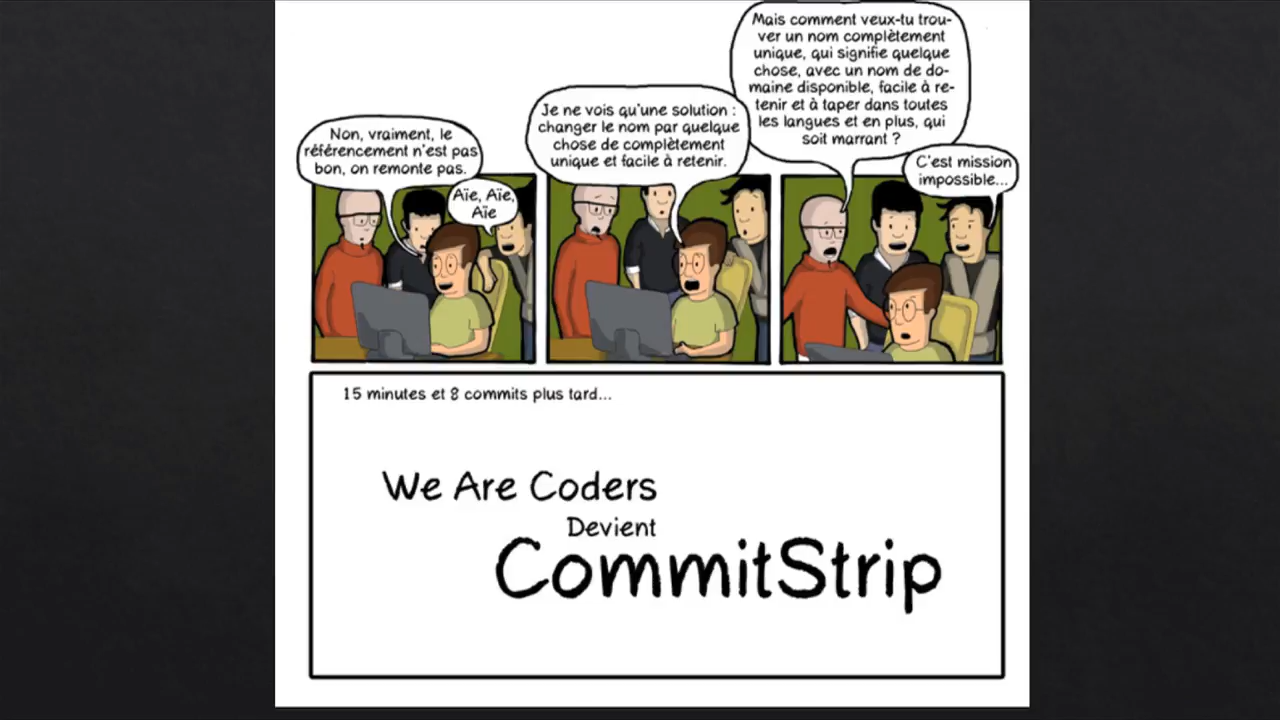 Non, vraiment, le
référencement n'est pas
bon, on remonte pas.
Aïe, Aïe,
Aïe
Je ne vois qu'une solution :
changer le nom par quelque
chose de complètement
unique et facile à retenir.
Mais comment veux-tu trou-
ver un nom complètement
unique, qui signifie quelque
chose, avec un nom de do-
maine disponible, facile à re-
tenir et à taper dans toutes
les langues et en plus, qui
soit marrant ?
C'est mission
impossible...
15 minutes et 8 commits plus tard...
We Are Coders
Devient
CommitStrip